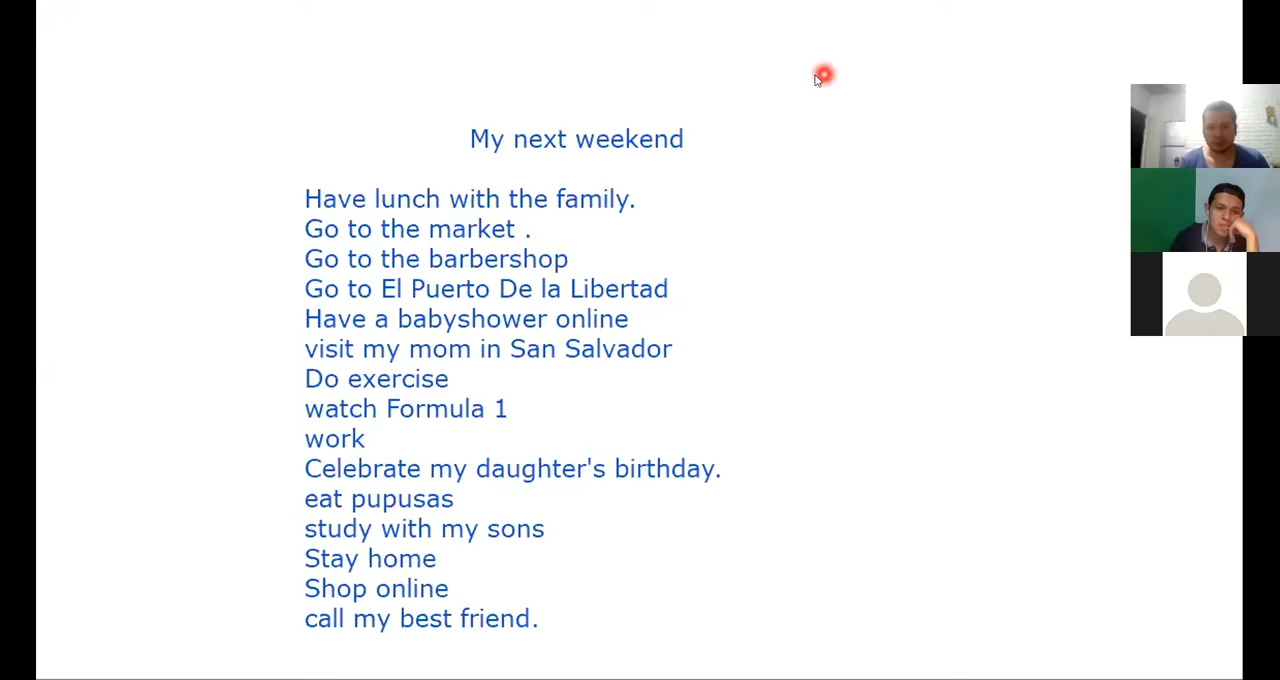 My next weekend
Have lunch with the family.
Go to the market .
Go to the barbershop
Go to El Puerto De la Libertad
Have a babyshower online
visit my mom in San Salvador
Do exercise
watch Formula 1
work
Celebrate my daughter's birthday.
eat pupusas
study with my sons
Stay home
Shop online
call my best friend.